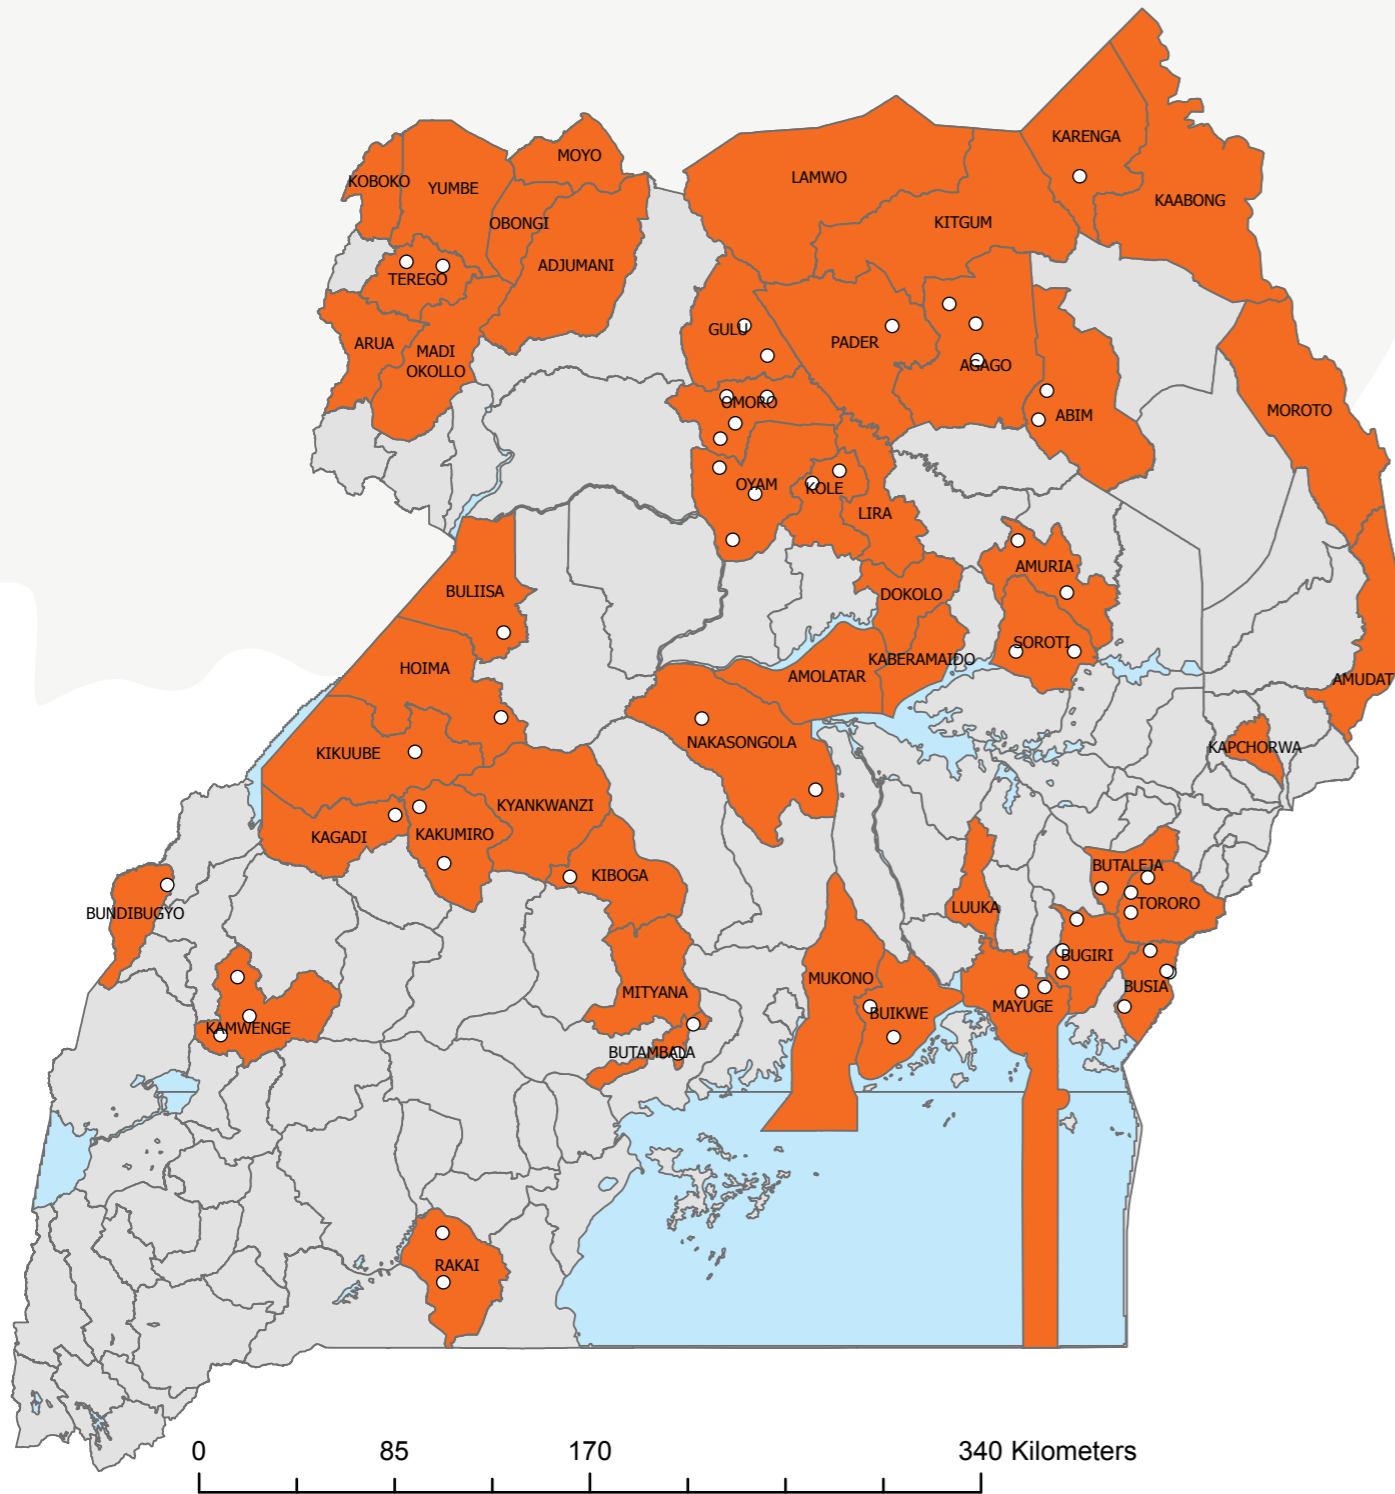 KARENGA
MOYO
LAMWO
KOBOKO
YUMBE
KAABONG
OBONGI
KITGUM
ADJUMANI
TEREGO
GULU
PADER
ARUA
MADI
OKOLLO
AGAGO
OMORO
ABIM
MOROTO
OYAM
KOLE
LIRA
AMURIA
BULIISA
DOKOLO
SOROTI
HOIMA
KABERAMAIDO
AMOLATAR
AMUDAT
NAKASONGOLA
KAPCHORWA
KIKUUBE
KYANKWANZI
KAGADI
KAKUMIRO
KIBOGA
BUTALEJA
TORORO
LUUKA
BUNDIBUGYO
BUGIRI
MUKONO
BUSIA
MITYANA
MAYUGE
BUIKWE
KAMWENGE
BUTAMBALA
RAKAI
0 85 170 340 Kilometers